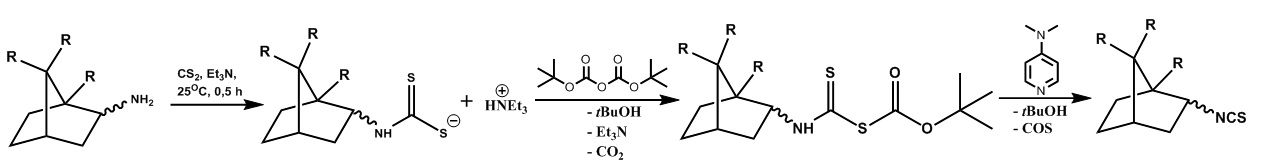 R
R
R
NH₂
CS₂, Et₃N,
25°C, 0,5 h
R
R
R
S
NH
S⊖
+
⊕
HNEt₃
O O
O O O
- tBuOH
- Et₃N
- CO₂
R
R
R
S
O
NH
S
O
N
N
- tBuOH
- COS
R
R
R
NCS